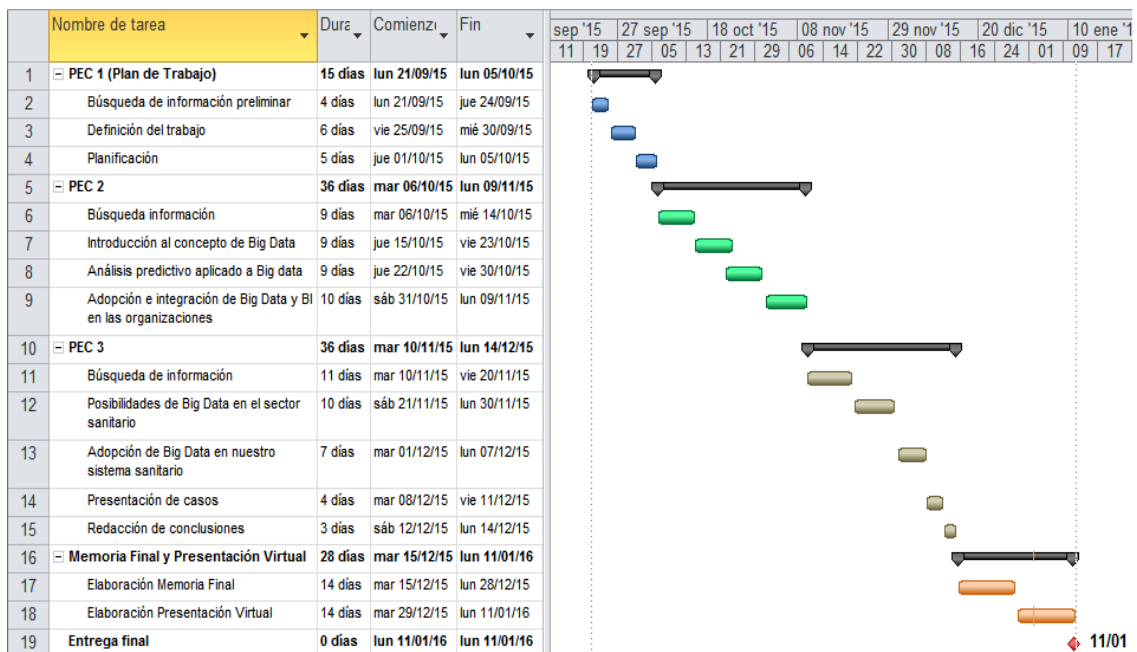 Nombre de tarea Dura Comienzo Fin
sep '15 27 sep '15 18 oct '15 08 nov '15 29 nov '15 20 dic '15 10 ene '1
11 19 27 05 13 21 29 06 14 22 30 08 16 24 01 09 17
1 PEC 1 (Plan de Trabajo) 15 días lun 21/09/15 lun 05/10/15
2 Búsqueda de información preliminar 4 días lun 21/09/15 jue 24/09/15
3 Definición del trabajo 6 días vie 25/09/15 mié 30/09/15
4 Planificación 5 días jue 01/10/15 lun 05/10/15
5 PEC 2 36 días mar 06/10/15 lun 09/11/15
6 Búsqueda información 9 días mar 06/10/15 mié 14/10/15
7 Introducción al concepto de Big Data 9 días jue 15/10/15 vie 23/10/15
8 Análisis predictivo aplicado a Big data 9 días jue 22/10/15 vie 30/10/15
9 Adopción e integración de Big Data y BI 10 días sáb 31/10/15 lun 09/11/15
en las organizaciones
10 PEC 3 36 días mar 10/11/15 lun 14/12/15
11 Búsqueda de información 11 días mar 10/11/15 vie 20/11/15
12 Posibilidades de Big Data en el sector 10 días sáb 21/11/15 lun 30/11/15
sanitario
13 Adopción de Big Data en nuestro 7 días mar 01/12/15 lun 07/12/15
sistema sanitario
14 Presentación de casos 4 días mar 08/12/15 vie 11/12/15
15 Redacción de conclusiones 3 días sáb 12/12/15 lun 14/12/15
16 Memoria Final y Presentación Virtual 28 días mar 15/12/15 lun 11/01/16
17 Elaboración Memoria Final 14 días mar 15/12/15 lun 28/12/15
18 Elaboración Presentación Virtual 14 días mar 29/12/15 lun 11/01/16
19 Entrega final 0 días lun 11/01/16 lun 11/01/16 11/01